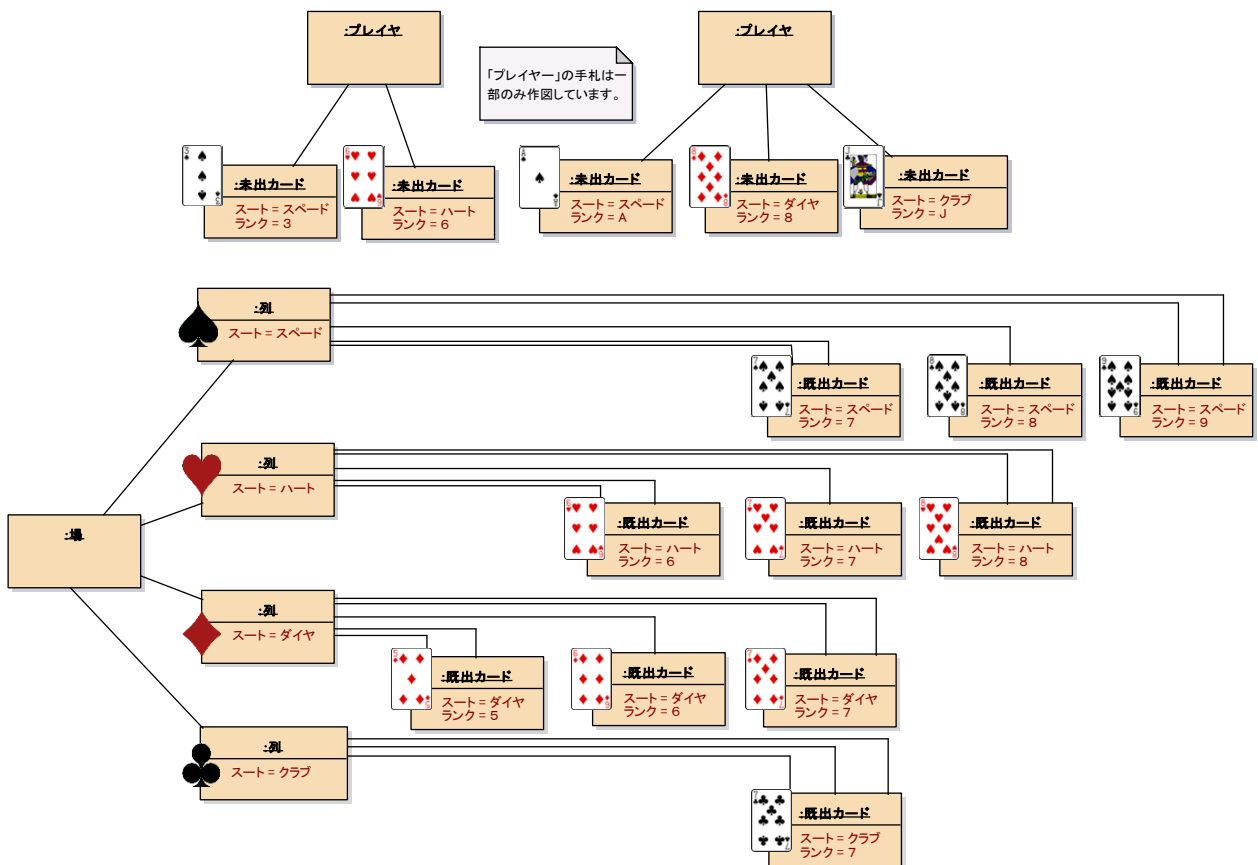 :プレイヤ
:プレイヤ
「プレイヤー」の手札は一
部のみ作図しています。
3
:未出カード
スート = スペード
ランク = 3
6
:未出カード
スート = ハート
ランク = 6
A
:未出カード
スート = スペード
ランク = A
8
:未出カード
スート = ダイヤ
ランク = 8
J
:未出カード
スート = クラブ
ランク = J
:列
スート = スペード
7
:既出カード
スート = スペード
ランク = 7
8
:既出カード
スート = スペード
ランク = 8
9
:既出カード
スート = スペード
ランク = 9
:列
スート = ハート
6
:既出カード
スート = ハート
ランク = 6
7
:既出カード
スート = ハート
ランク = 7
8
:既出カード
スート = ハート
ランク = 8
:場
:列
スート = ダイヤ
5
:既出カード
スート = ダイヤ
ランク = 5
6
:既出カード
スート = ダイヤ
ランク = 6
7
:既出カード
スート = ダイヤ
ランク = 7
:列
スート = クラブ
7
:既出カード
スート = クラブ
ランク = 7